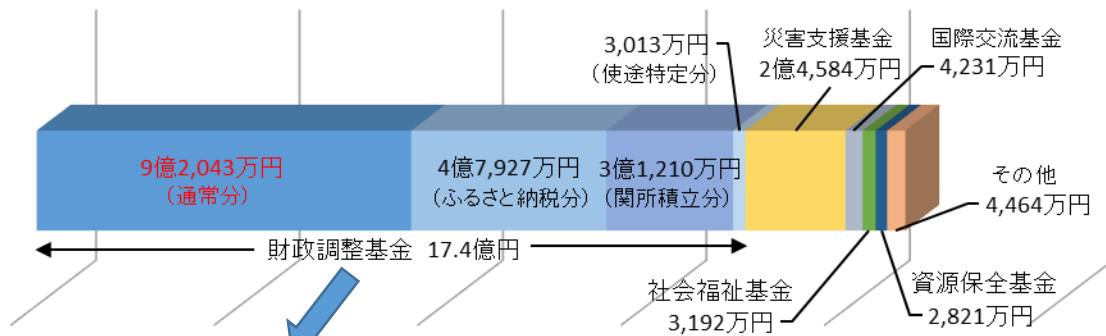 3,013万円
(使途特定分)
災害支援基金
2億4,584万円
国際交流基金
4,231万円
9億2,043万円
(通常分)
4億7,927万円
(ふるさと納税分)
3億1,210万円
(関所積立分)
その他
4,464万円
財政調整基金 17.4億円
社会福祉基金
3,192万円
資源保全基金
2,821万円